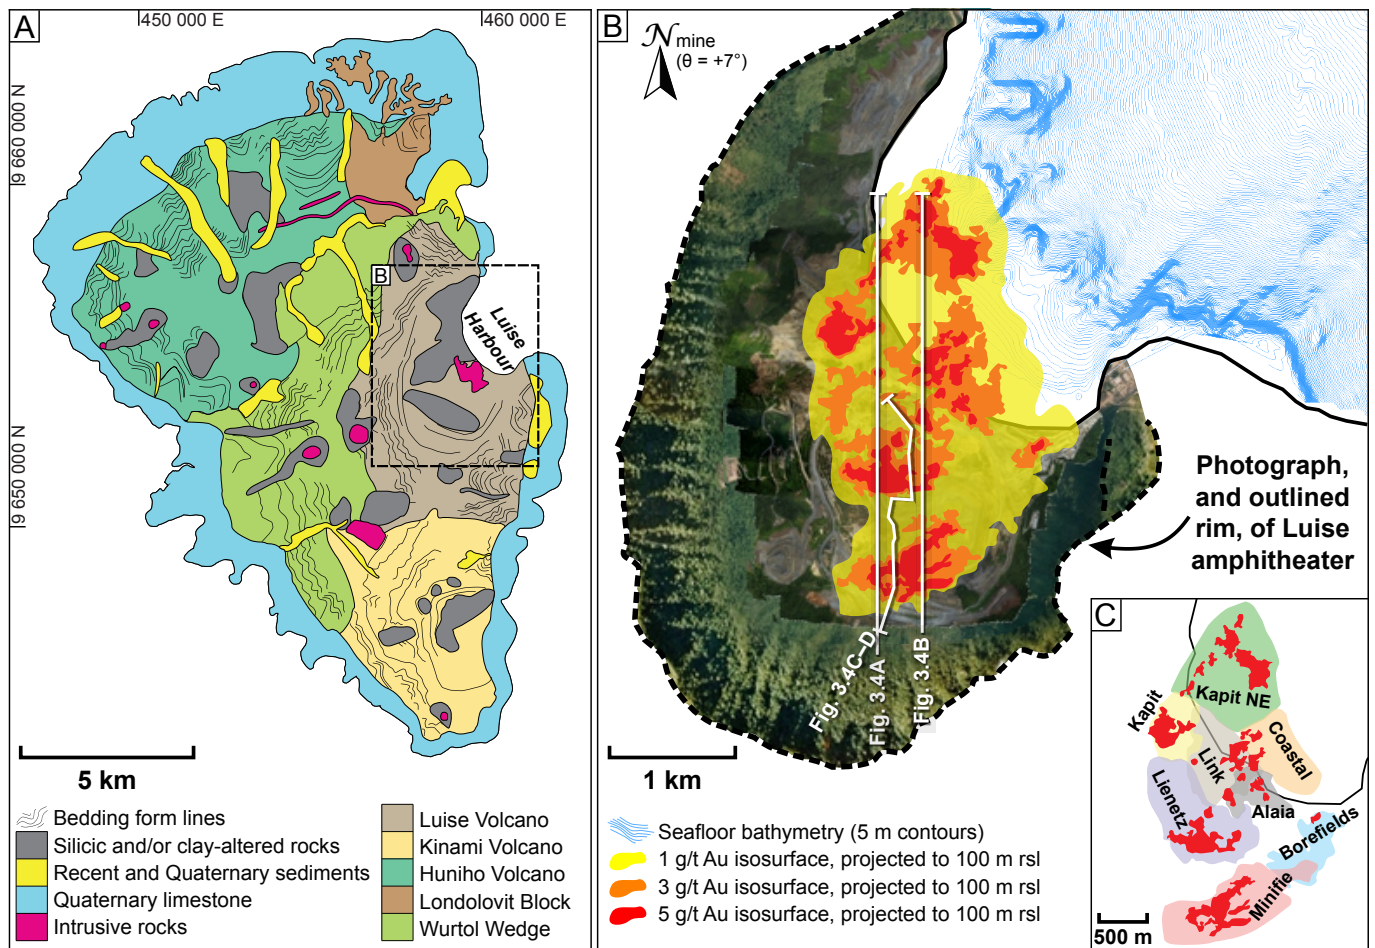 A
450 000 E
460 000 E
9 660 000 N
9 650 000 N
B
Luise
Harbour
5 km
Bedding form lines
Silicic and/or clay-altered rocks
Recent and Quaternary sediments
Quaternary limestone
Intrusive rocks
Luise Volcano
Kinami Volcano
Huniho Volcano
Londolovit Block
Wurtol Wedge
B
N mine
(θ = +7°)
Photograph,
and outlined
rim, of Luise
amphitheater
Fig. 3.4C–D
Fig. 3.4A
Fig. 3.4B
1 km
Seafloor bathymetry (5 m contours)
1 g/t Au isosurface, projected to 100 m rsl
3 g/t Au isosurface, projected to 100 m rsl
5 g/t Au isosurface, projected to 100 m rsl
C
Kapit NE
Kapit
Link
Coastal
Lienetz
Alaia
Borefields
Minifie
500 m